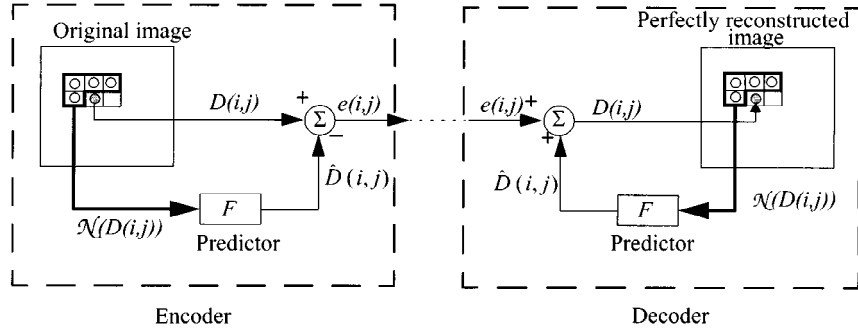 Original image
D(i,j)
+
Σ
−
e(i,j)
D̂(i, j)
F
𝒩(D(i,j))
Predictor
Encoder
Perfectly reconstructed
image
e(i,j)
+
Σ
+
D(i,j)
D̂(i, j)
F
𝒩(D(i,j))
Predictor
Decoder